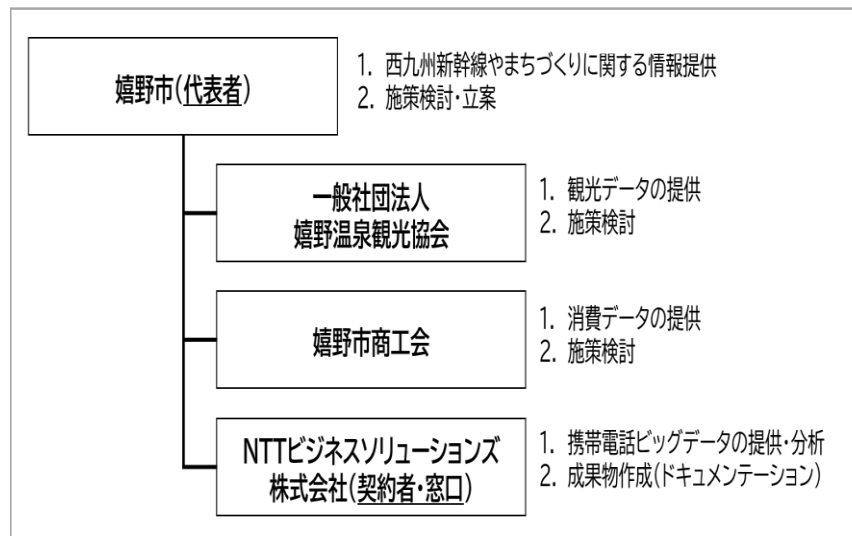 嬉野市(代表者)
1. 西九州新幹線やまちづくりに関する情報提供
2. 施策検討・立案
一般社団法人
嬉野温泉観光協会
1. 観光データの提供
2. 施策検討
嬉野市商工会
1. 消費データの提供
2. 施策検討
NTTビジネスソリューションズ
株式会社(契約者・窓口)
1. 携帯電話ビッグデータの提供・分析
2. 成果物作成(ドキュメンテーション)